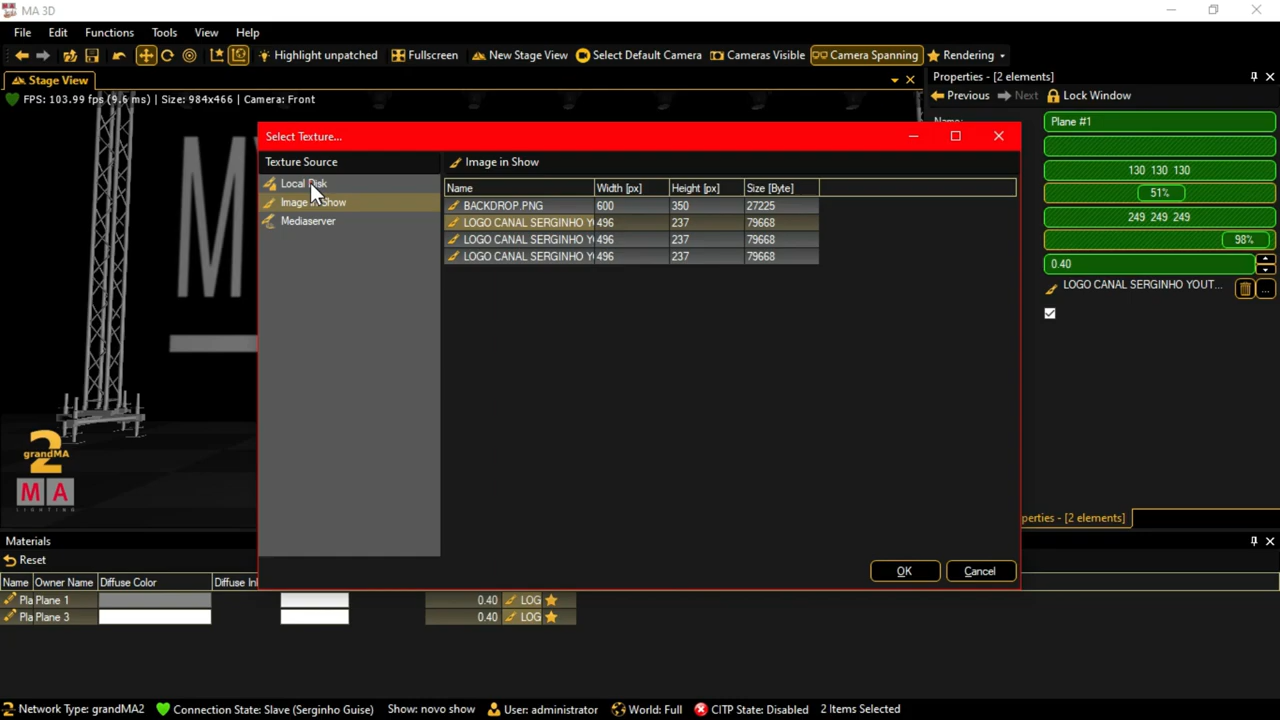 MA 3D
File Edit Functions Tools View Help
Highlight unpatched Fullscreen New Stage View Select Default Camera Cameras Visible Camera Spanning Rendering
Stage View
FPS: 103.99 fps (9.6 ms) | Size: 984x466 | Camera: Front
Properties - [2 elements]
Previous Next Lock Window
Name:
Plane #1
130 130 130
51%
249 249 249
98%
0.40
LOGO CANAL SERGINHO YOUT...
...
Select Texture...
Texture Source
Local Disk
Image in Show
Mediaserver
Image in Show
Name Width [px] Height [px] Size [Byte]
BACKDROP.PNG 600 350 27225
LOGO CANAL SERGINHO Y 496 237 79668
LOGO CANAL SERGINHO Y 496 237 79668
LOGO CANAL SERGINHO Y 496 237 79668
OK Cancel
M
2
grandMA
MA
LIGHTING
perties - [2 elements]
Materials
Reset
Name Owner Name Diffuse Color Diffuse In
Pla Plane 1 0.40 LOG
Pla Plane 3 0.40 LOG
2 Network Type: grandMA2 Connection State: Slave (Serginho Guise) Show: novo show User: administrator World: Full CITP State: Disabled 2 Items Selected